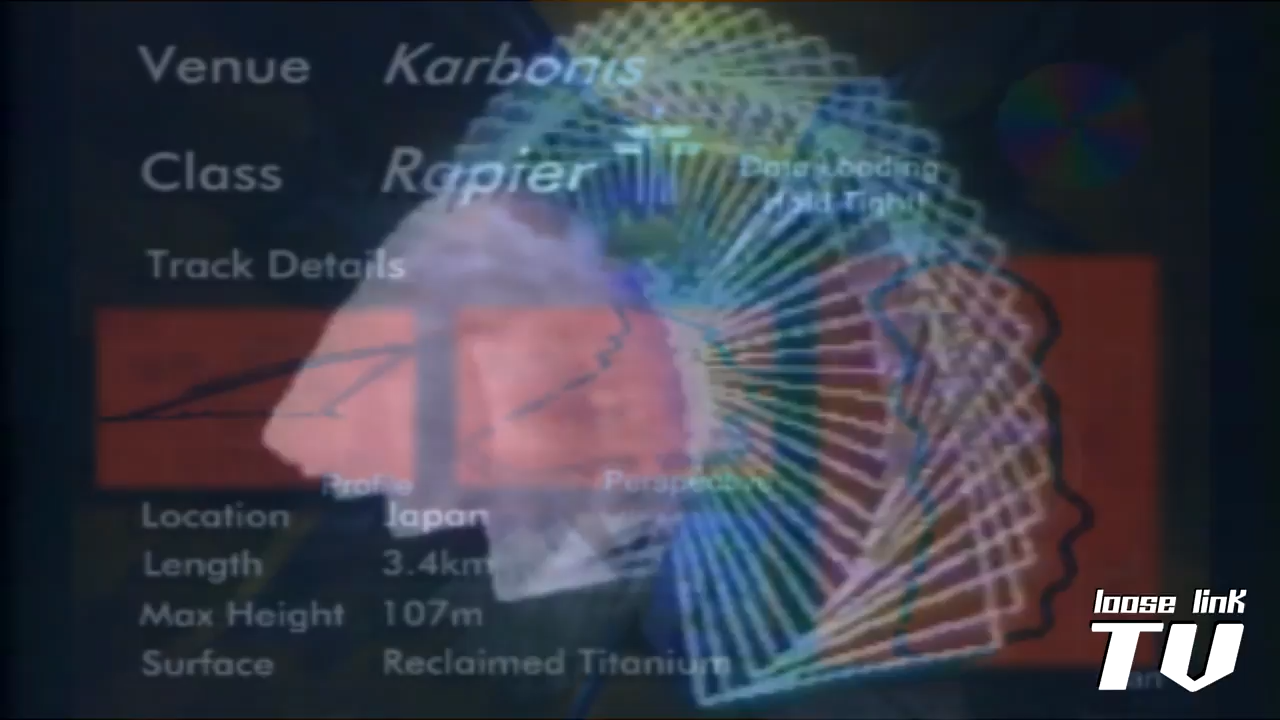 Venue Karbonis
Class Rapier
Data Loading
Hold Tight!
Track Details
Profile Perspective
Location Japan
Length 3.4km
Max Height 107m
Surface Reclaimed Titanium
loose link
TV